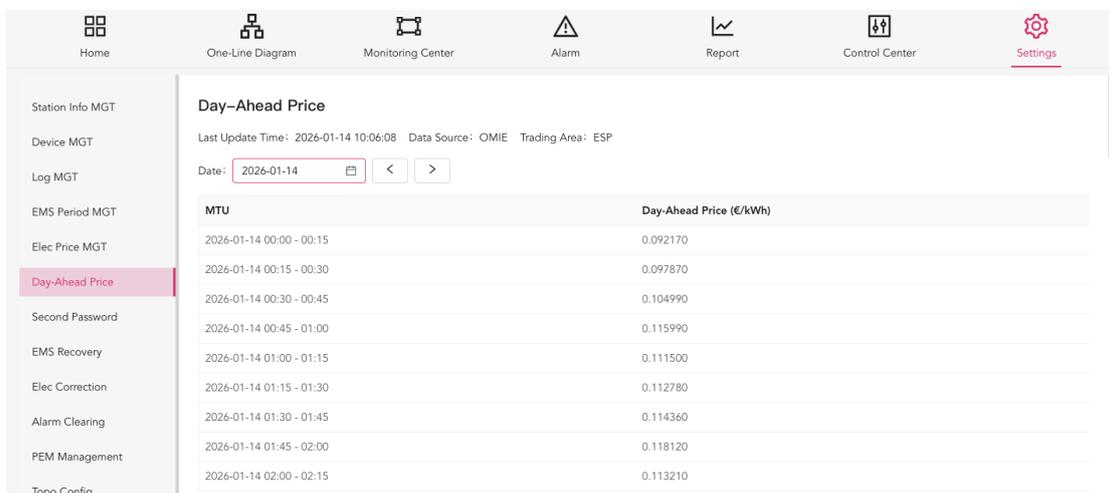 Home One-Line Diagram Monitoring Center Alarm Report Control Center Settings
Station Info MGT
Device MGT
Log MGT
EMS Period MGT
Elec Price MGT
Day-Ahead Price
Second Password
EMS Recovery
Elec Correction
Alarm Clearing
PEM Management
Topo Config
Day-Ahead Price
Last Update Time: 2026-01-14 10:06:08 Data Source: OMIE Trading Area: ESP
Date: 2026-01-14 < >
MTU Day-Ahead Price (€/kWh)
2026-01-14 00:00 - 00:15 0.092170
2026-01-14 00:15 - 00:30 0.097870
2026-01-14 00:30 - 00:45 0.104990
2026-01-14 00:45 - 01:00 0.115990
2026-01-14 01:00 - 01:15 0.111500
2026-01-14 01:15 - 01:30 0.112780
2026-01-14 01:30 - 01:45 0.114360
2026-01-14 01:45 - 02:00 0.118120
2026-01-14 02:00 - 02:15 0.113210